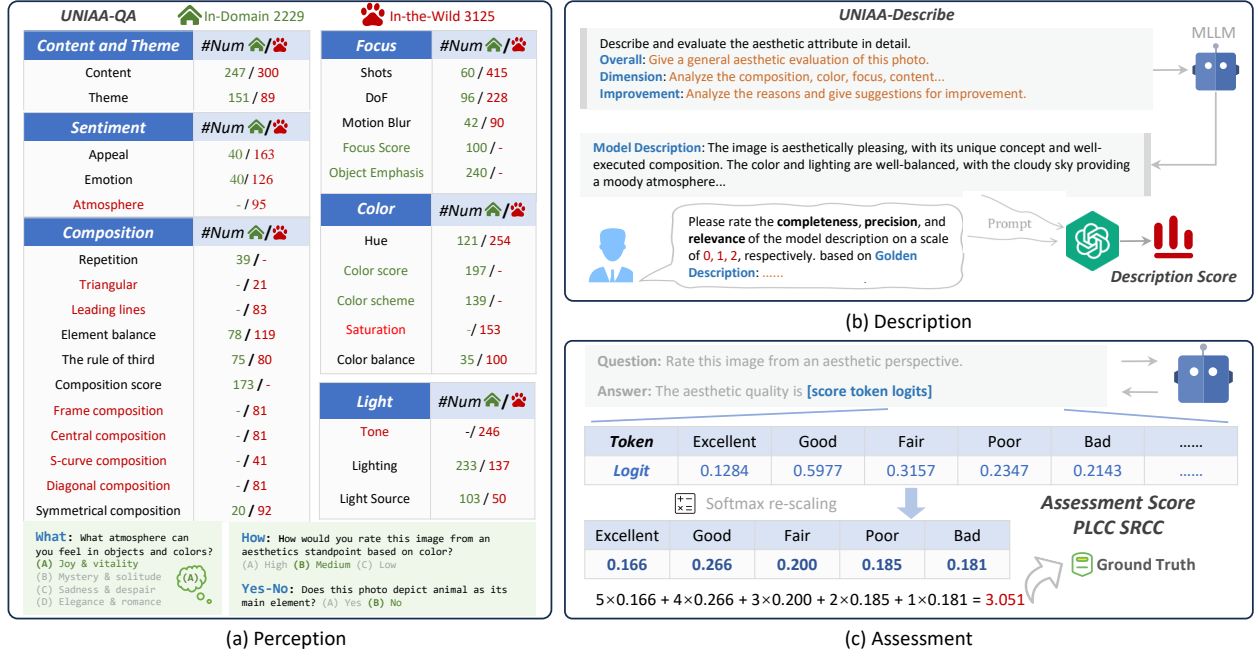 UNIAA-QA In-Domain 2229 In-the-Wild 3125
Content and Theme #Num /
Content 247 / 300
Theme 151 / 89
Sentiment #Num /
Appeal 40 / 163
Emotion 40/ 126
Atmosphere - / 95
Composition #Num /
Repetition 39 / -
Triangular - / 21
Leading lines - / 83
Element balance 78 / 119
The rule of third 75 / 80
Composition score 173 / -
Frame composition - / 81
Central composition - / 81
S-curve composition - / 41
Diagonal composition - / 81
Symmetrical composition 20 / 92
Focus #Num /
Shots 60 / 415
DoF 96 / 228
Motion Blur 42 / 90
Focus Score 100 / -
Object Emphasis 240 / -
Color #Num /
Hue 121 / 254
Color score 197 / -
Color scheme 139 / -
Saturation -/ 153
Color balance 35 / 100
Light #Num /
Tone -/ 246
Lighting 233 / 137
Light Source 103 / 50
What: What atmosphere can
you feel in objects and colors?
(A) Joy & vitality
(B) Mystery & solitude
(C) Sadness & despair
(D) Elegance & romance
(A)
How: How would you rate this image from an
aesthetics standpoint based on color?
(A) High (B) Medium (C) Low
Yes-No: Does this photo depict animal as its
main element? (A) Yes (B) No
(a) Perception
UNIAA-Describe
MLLM
Describe and evaluate the aesthetic attribute in detail.
Overall: Give a general aesthetic evaluation of this photo.
Dimension: Analyze the composition, color, focus, content...
Improvement: Analyze the reasons and give suggestions for improvement.
Model Description: The image is aesthetically pleasing, with its unique concept and well-
executed composition. The color and lighting are well-balanced, with the cloudy sky providing
a moody atmosphere...
Please rate the completeness, precision, and
relevance of the model description on a scale
of 0, 1, 2, respectively. based on Golden
Description: ......
Prompt
Description Score
(b) Description
Question: Rate this image from an aesthetic perspective.
Answer: The aesthetic quality is [score token logits]
Token Excellent Good Fair Poor Bad ......
Logit 0.1284 0.5977 0.3157 0.2347 0.2143 ......
Softmax re-scaling
Assessment Score
PLCC SRCC
Excellent Good Fair Poor Bad
0.166 0.266 0.200 0.185 0.181
Ground Truth
5×0.166 + 4×0.266 + 3×0.200 + 2×0.185 + 1×0.181 = 3.051
(c) Assessment